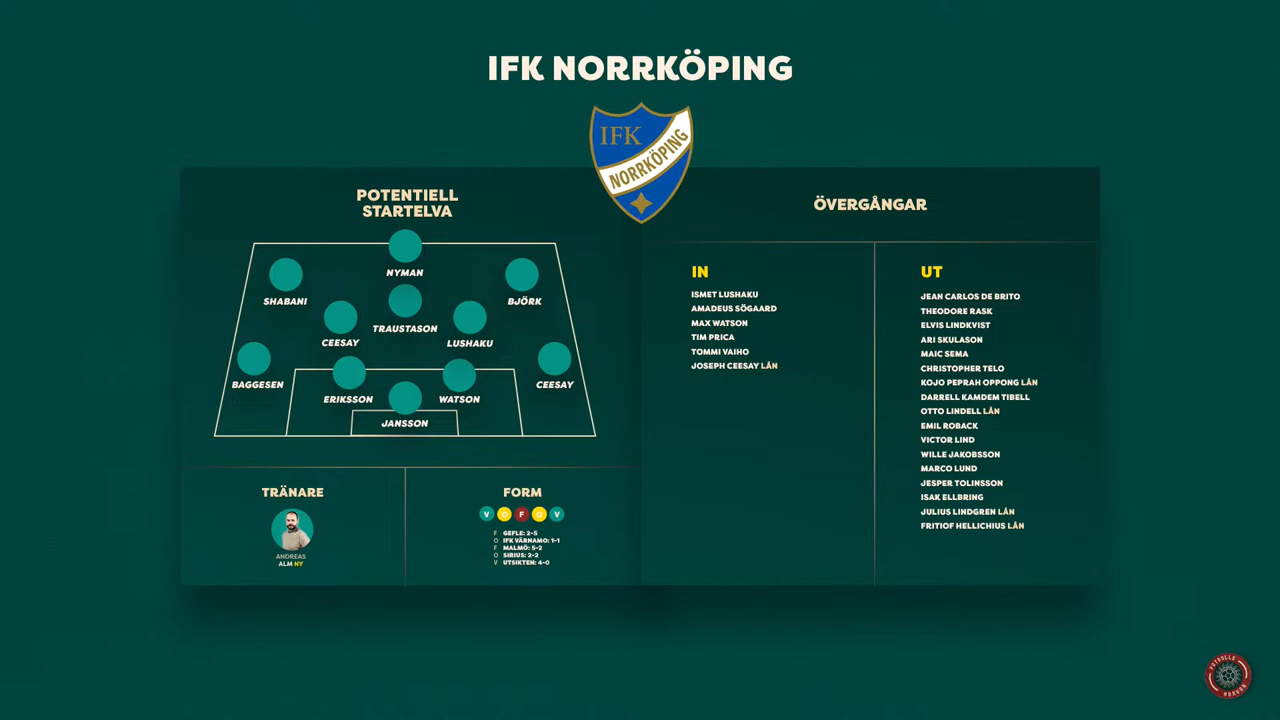 IFK NORRKÖPING
IFK
NORRKÖPING
POTENTIELL
STARTELVA
NYMAN
SHABANI
BJÖRK
TRAUSTASON
CEESAY
LUSHAKU
BAGGESEN
CEESAY
ERIKSSON
WATSON
JANSSON
TRÄNARE
ANDREAS
ALM NY
FORM
V O F O V
F GEFLE: 2-5
O IFK VÄRNAMO: 1-1
F MALMÖ: 5-2
O SIRIUS: 2-2
V UTSIKTEN: 4-0
ÖVERGÅNGAR
IN
ISMET LUSHAKU
AMADEUS SÖGAARD
MAX WATSON
TIM PRICA
TOMMI VAIHO
JOSEPH CEESAY LÅN
UT
JEAN CARLOS DE BRITO
THEODORE RASK
ELVIS LINDKVIST
ARI SKULASON
MAIC SEMA
CHRISTOPHER TELO
KOJO PEPRAH OPPONG LÅN
DARRELL KAMDEM TIBELL
OTTO LINDELL LÅN
EMIL ROBACK
VICTOR LIND
WILLE JAKOBSSON
MARCO LUND
JESPER TOLINSSON
ISAK ELLBRING
JULIUS LINDGREN LÅN
FRITIOF HELLICHIUS LÅN